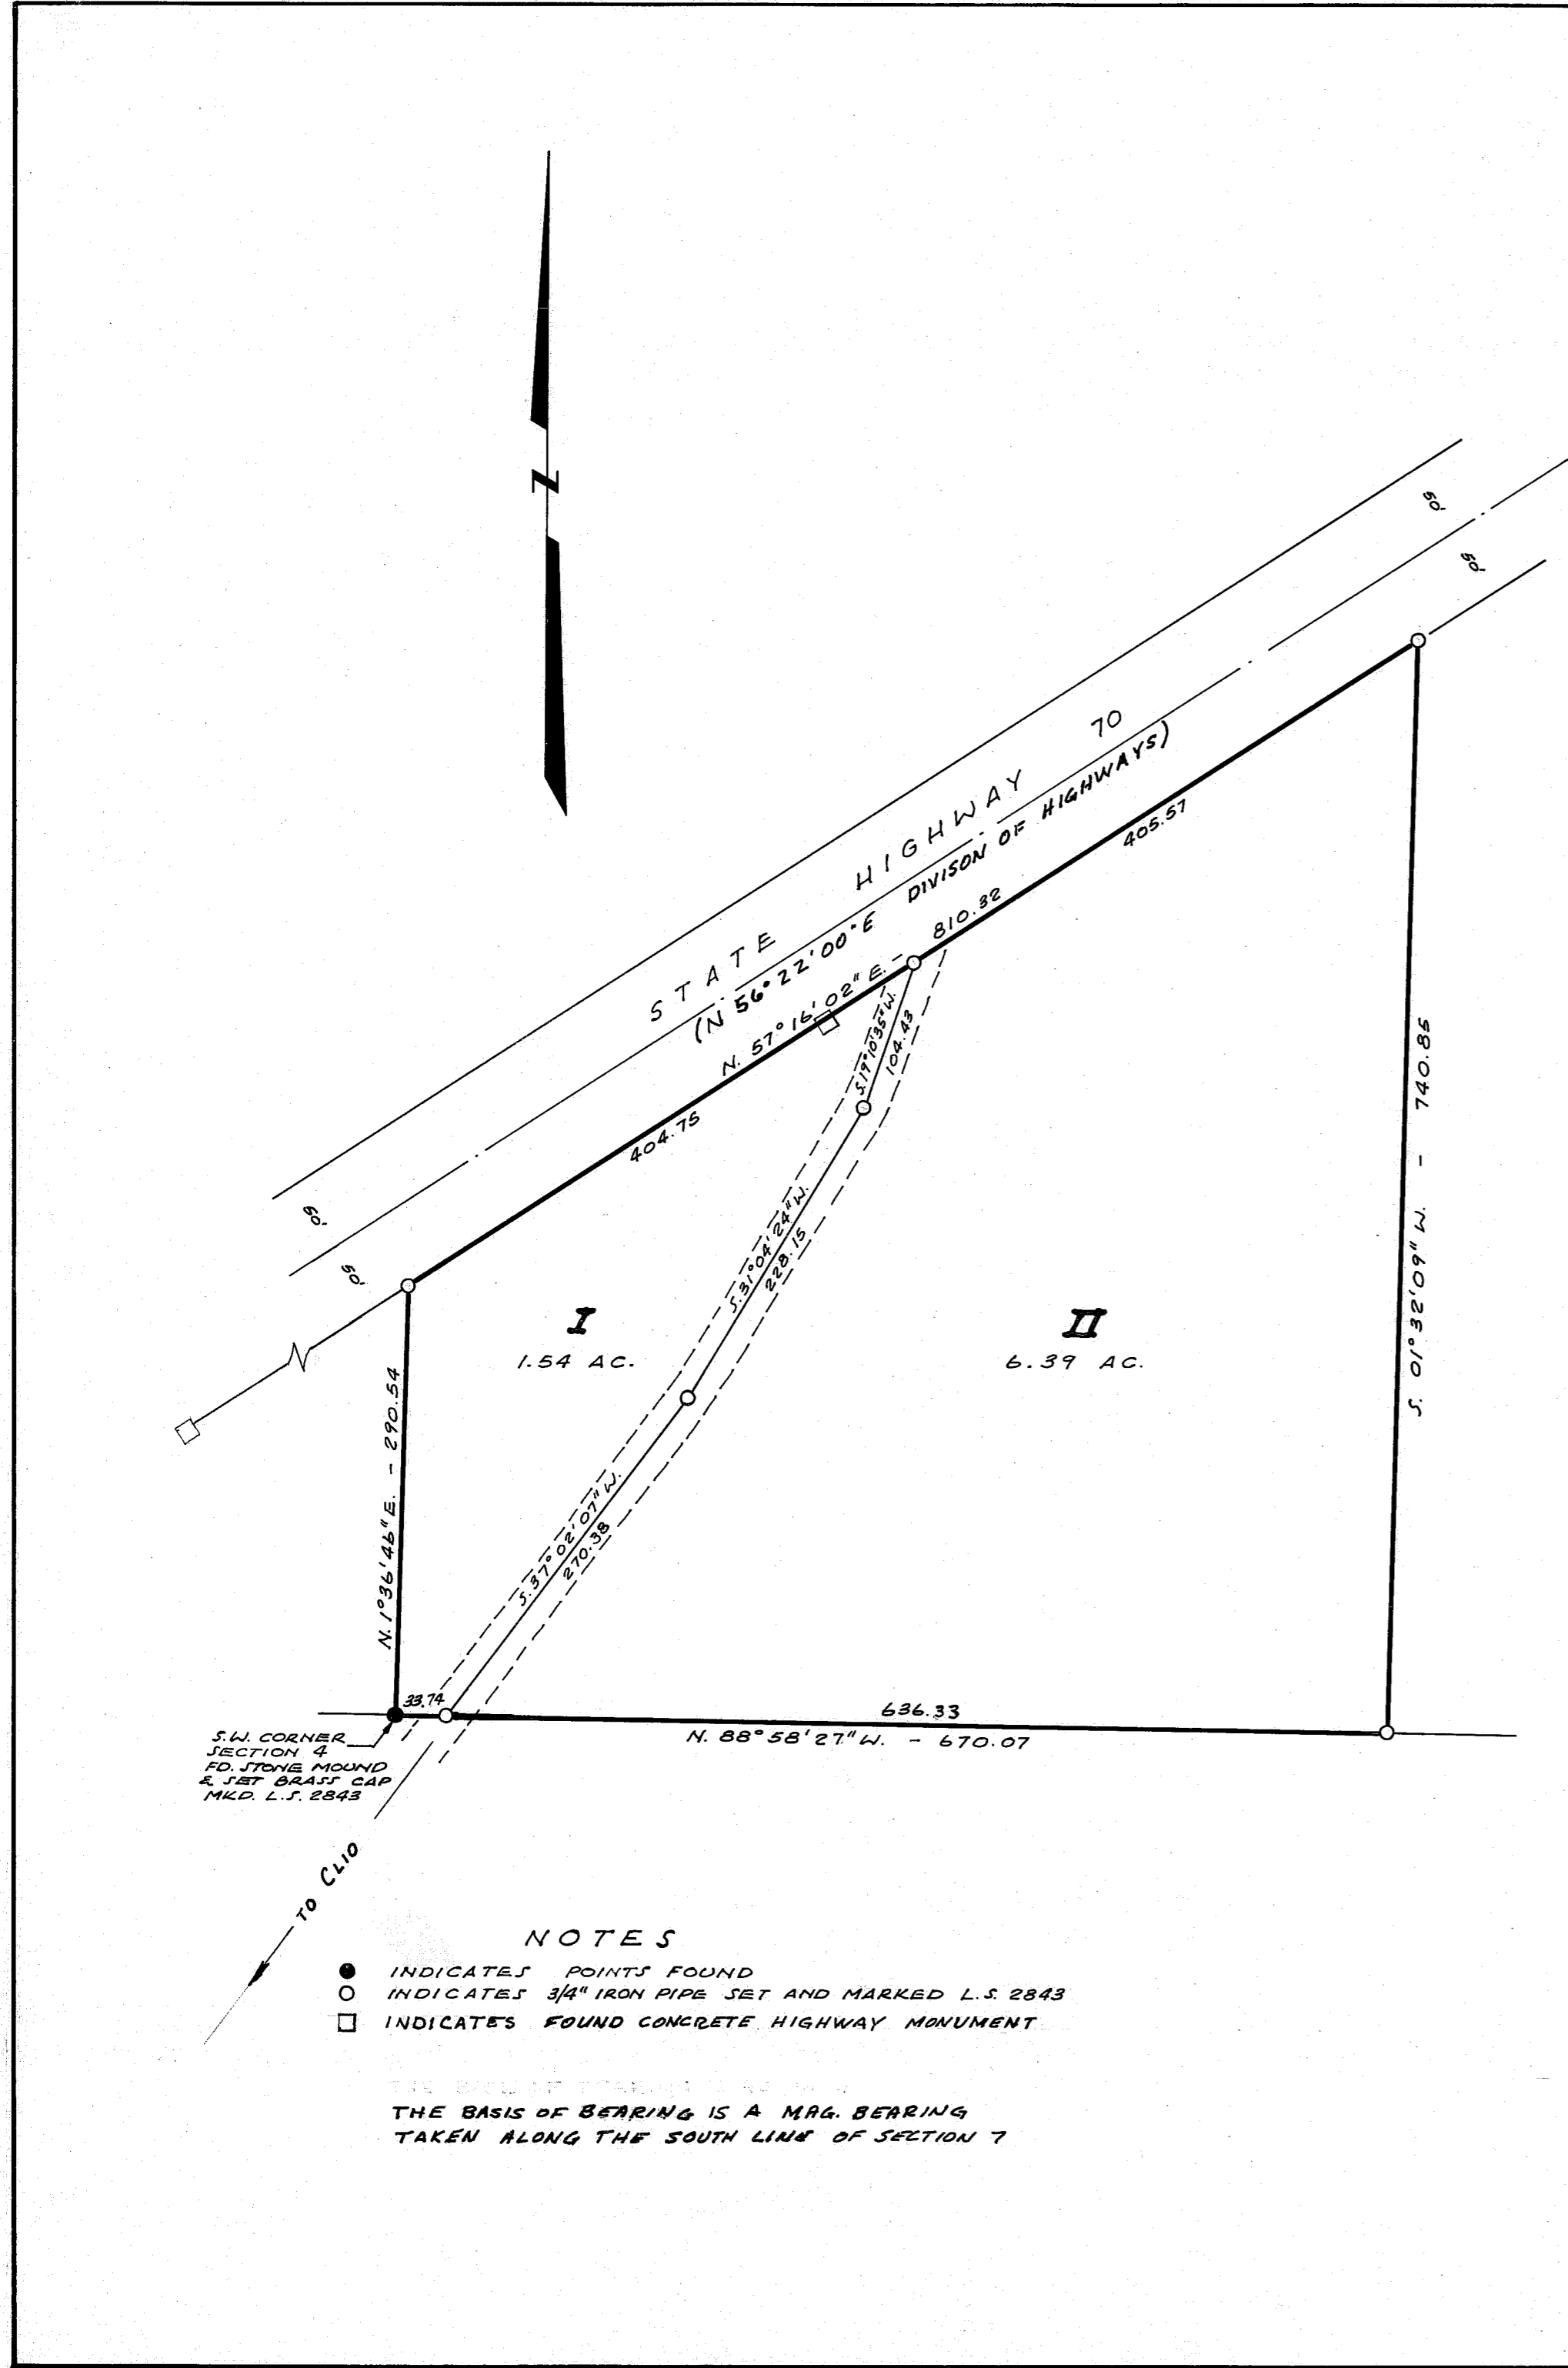 N
50'
50'
STATE HIGHWAY 70
(N 56°22'00"E DIVISON OF HIGHWAYS)
N. 57°16'02" E. - 810.32
405.57
404.75
S.19°10'35"W.
104.43
50'
50'
S.31°04'24"W.
228.15
S. 01°32'09" W. - 740.85
I
1.54 AC.
II
6.39 AC.
N. 1°36'46" E. - 290.54
S.37°02'07"W.
270.38
33.74
636.33
N. 88°58'27" W. - 670.07
S.W. CORNER
SECTION 4
FD. STONE MOUND
& SET BRASS CAP
MKD. L.S. 2843
TO CLIO
NOTES
INDICATES POINTS FOUND
INDICATES 3/4" IRON PIPE SET AND MARKED L.S. 2843
INDICATES FOUND CONCRETE HIGHWAY MONUMENT
THE BASIS OF BEARING IS A MAG. BEARING
TAKEN ALONG THE SOUTH LINE OF SECTION 7